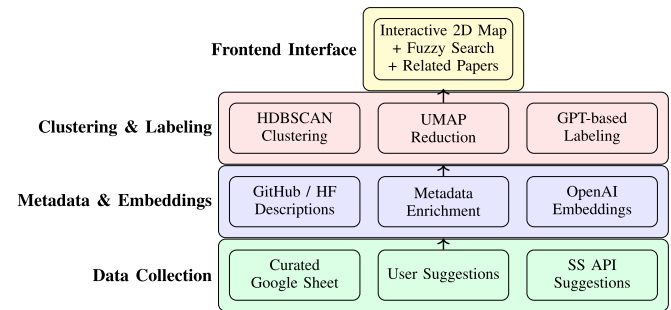 Frontend Interface
Interactive 2D Map
+ Fuzzy Search
+ Related Papers
Clustering & Labeling
HDBSCAN
Clustering
UMAP
Reduction
GPT-based
Labeling
Metadata & Embeddings
GitHub / HF
Descriptions
Metadata
Enrichment
OpenAI
Embeddings
Data Collection
Curated
Google Sheet
User Suggestions
SS API
Suggestions